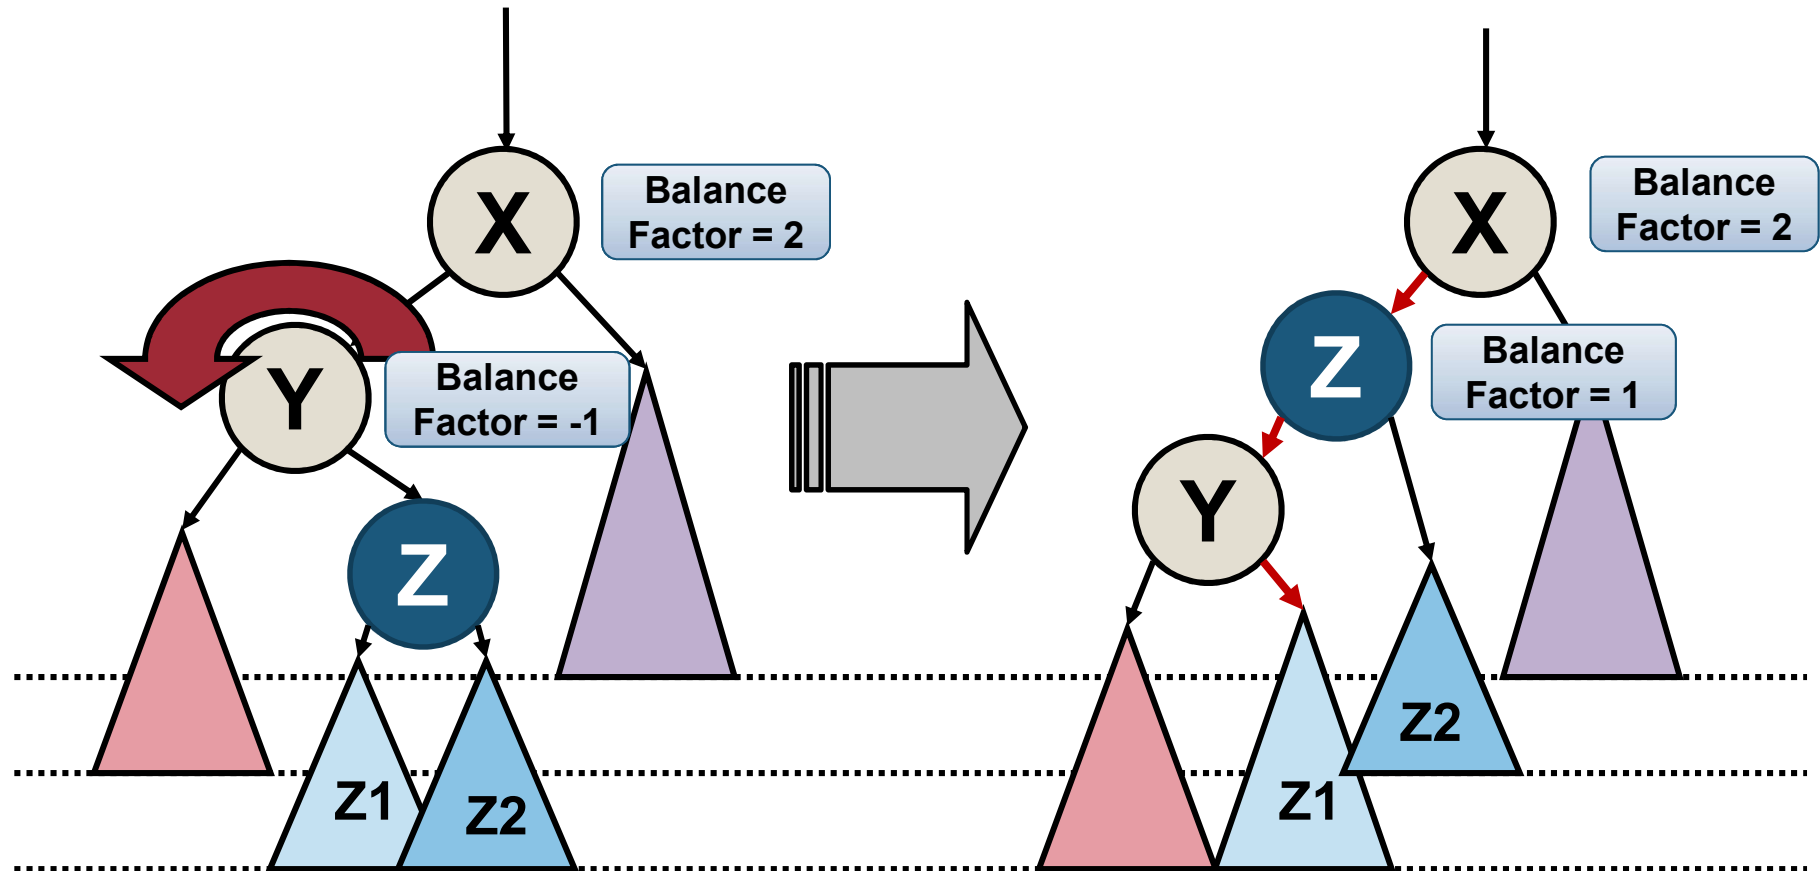 X
Balance
Factor = 2
Y
Balance
Factor = -1
Z
Z1
Z2
X
Balance
Factor = 2
Z
Balance
Factor = 1
Y
Z2
Z1